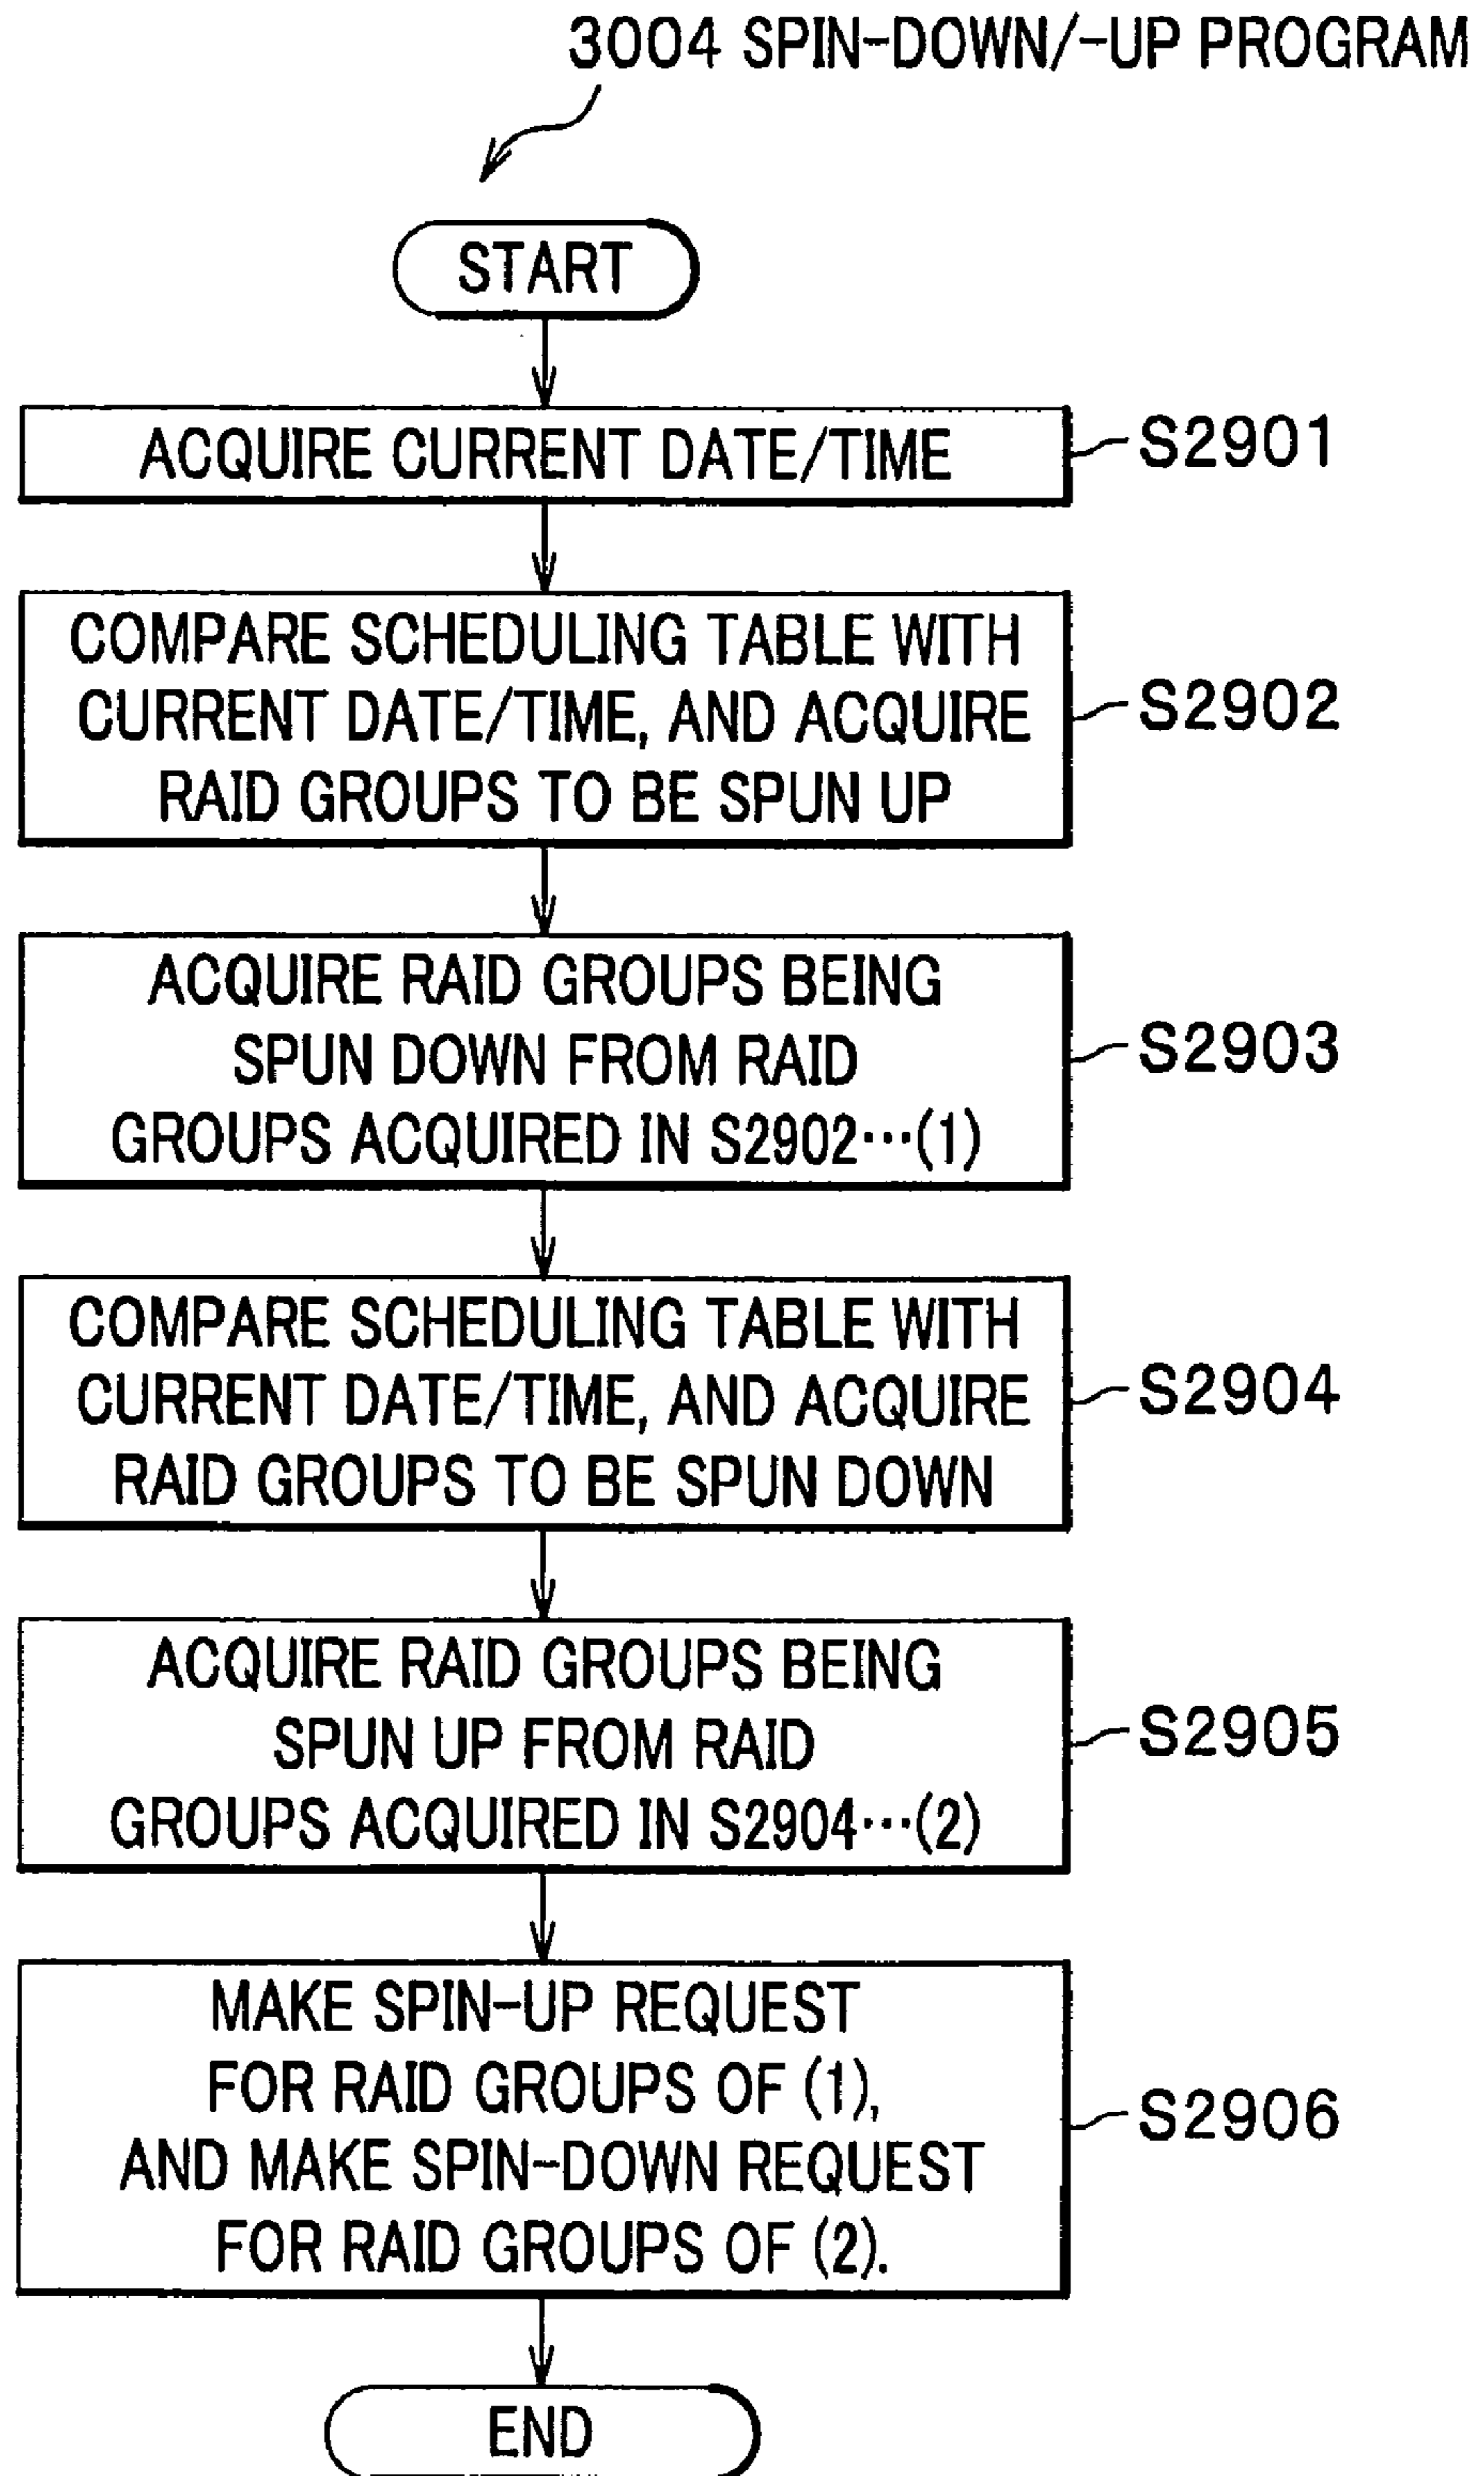 3004 SPIN-DOWN/-UP PROGRAM
START
ACQUIRE CURRENT DATE/TIME
S2901
COMPARE SCHEDULING TABLE WITH
CURRENT DATE/TIME, AND ACQUIRE
RAID GROUPS TO BE SPUN UP
S2902
ACQUIRE RAID GROUPS BEING
SPUN DOWN FROM RAID
GROUPS ACQUIRED IN S2902···(1)
S2903
COMPARE SCHEDULING TABLE WITH
CURRENT DATE/TIME, AND ACQUIRE
RAID GROUPS TO BE SPUN DOWN
S2904
ACQUIRE RAID GROUPS BEING
SPUN UP FROM RAID
GROUPS ACQUIRED IN S2904···(2)
S2905
MAKE SPIN-UP REQUEST
FOR RAID GROUPS OF (1),
AND MAKE SPIN-DOWN REQUEST
FOR RAID GROUPS OF (2).
S2906
END